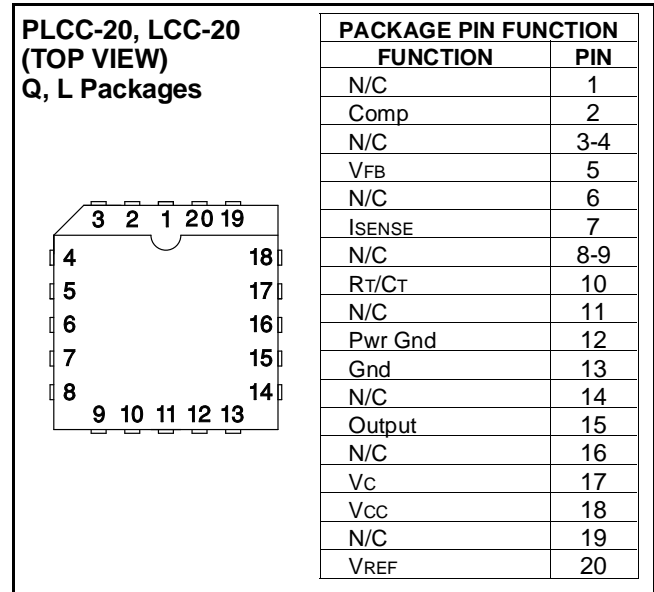 PLCC-20, LCC-20
(TOP VIEW)
Q, L Packages
3 2 1 20 19
4 18
5 17
6 16
7 15
8 14
9 10 11 12 13
PACKAGE PIN FUNCTION
FUNCTION PIN
N/C 1
Comp 2
N/C 3-4
VFB 5
N/C 6
ISENSE 7
N/C 8-9
RT/CT 10
N/C 11
Pwr Gnd 12
Gnd 13
N/C 14
Output 15
N/C 16
VC 17
VCC 18
N/C 19
VREF 20